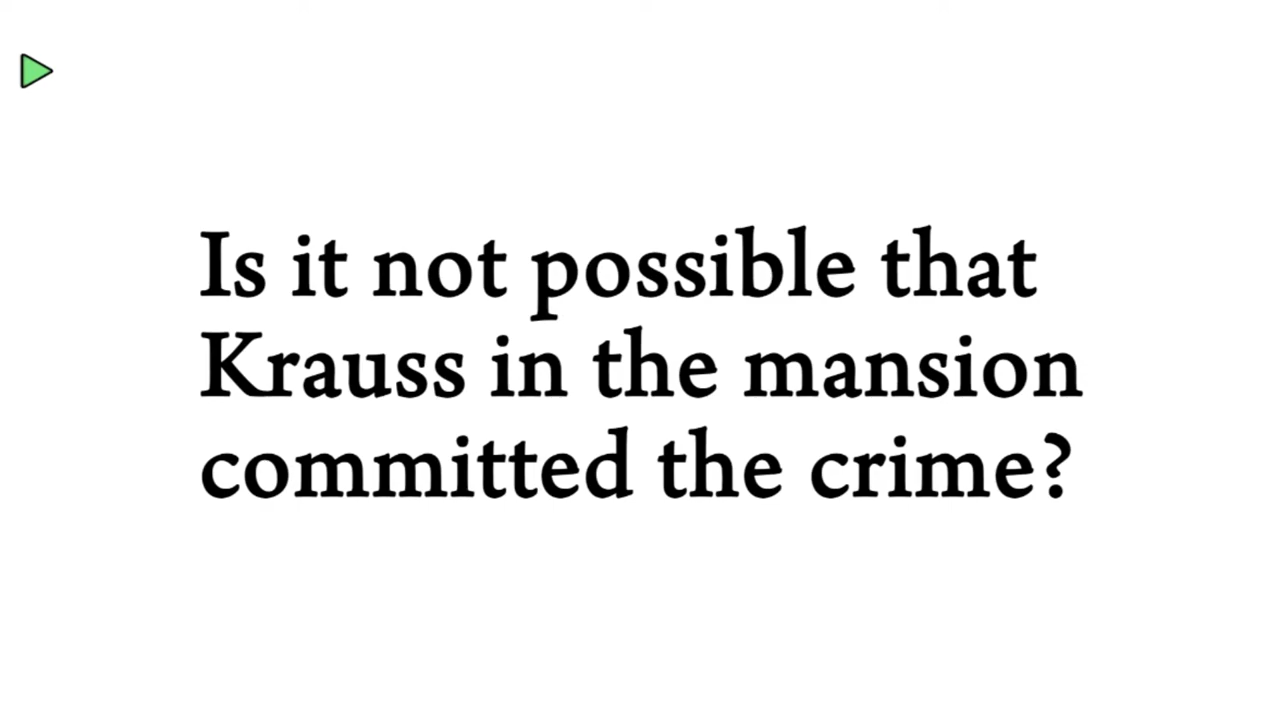 Is it not possible that
Krauss in the mansion
committed the crime?